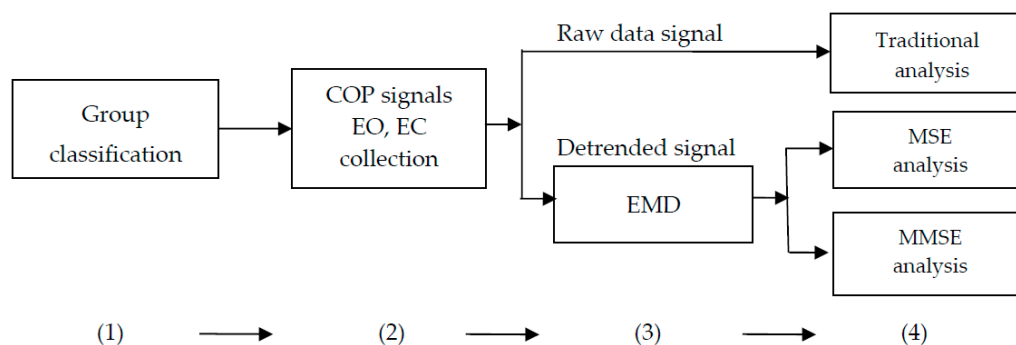 Group
classification
COP signals
EO, EC
collection
Raw data signal
Detrended signal
EMD
Traditional
analysis
MSE
analysis
MMSE
analysis
(1)
(2)
(3)
(4)